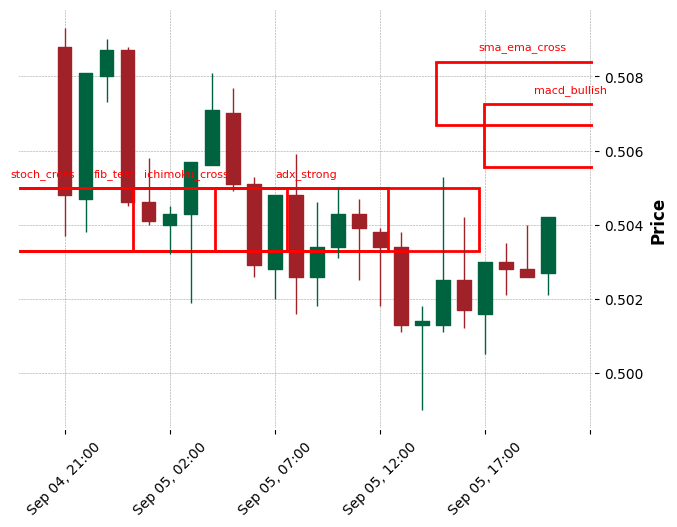 sma_ema_cross
macd_bullish
stoch_cross
fib_test
ichimoku_cross
adx_strong
0.508
0.506
0.504
0.502
0.500
Price
Sep 04, 21:00
Sep 05, 02:00
Sep 05, 07:00
Sep 05, 12:00
Sep 05, 17:00